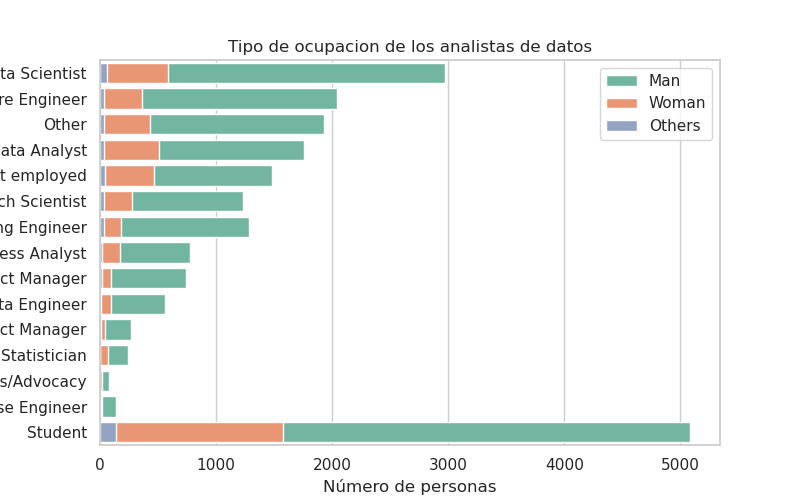 Tipo de ocupacion de los analistas de datos
ta Scientist
re Engineer
Other
ata Analyst
t employed
ch Scientist
ng Engineer
ess Analyst
ct Manager
ta Engineer
ct Manager
Statistician
s/Advocacy
se Engineer
Student
Man
Woman
Others
0 1000 2000 3000 4000 5000
Número de personas